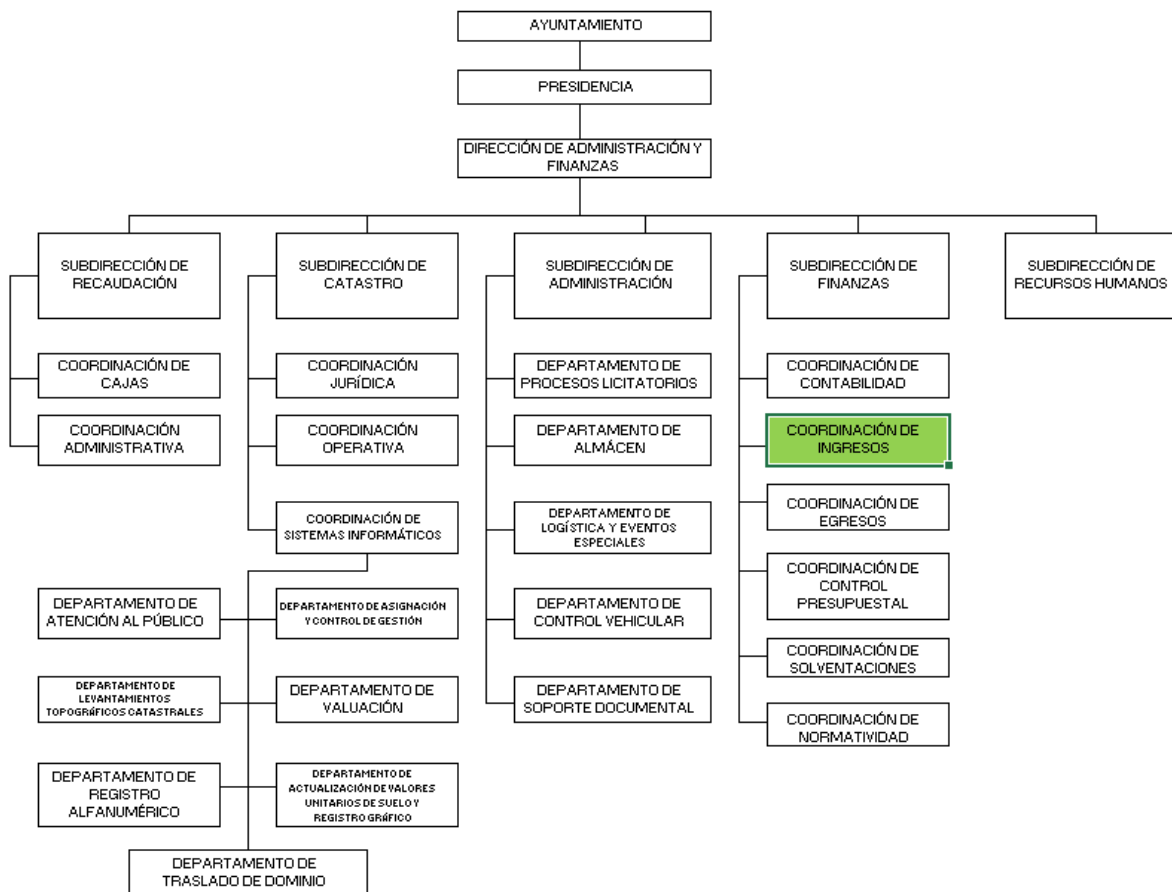 AYUNTAMIENTO
PRESIDENCIA
DIRECCIÓN DE ADMINISTRACIÓN Y
FINANZAS
SUBDIRECCIÓN DE
RECAUDACIÓN
SUBDIRECCIÓN DE
CATASTRO
SUBDIRECCIÓN DE
ADMINISTRACIÓN
SUBDIRECCIÓN DE
FINANZAS
SUBDIRECCIÓN DE
RECURSOS HUMANOS
COORDINACIÓN DE
CAJAS
COORDINACIÓN
JURÍDICA
DEPARTAMENTO DE
PROCESOS LICITATORIOS
COORDINACIÓN DE
CONTABILIDAD
COORDINACIÓN
ADMINISTRATIVA
COORDINACIÓN
OPERATIVA
DEPARTAMENTO DE
ALMÁCEN
COORDINACIÓN DE
INGRESOS
COORDINACIÓN DE
SISTEMAS INFORMÁTICOS
DEPARTAMENTO DE
LOGÍSTICA Y EVENTOS
ESPECIALES
COORDINACIÓN DE
EGRESOS
DEPARTAMENTO DE
ATENCIÓN AL PÚBLICO
DEPARTAMENTO DE ASIGNACIÓN
Y CONTROL DE GESTIÓN
DEPARTAMENTO DE
CONTROL VEHICULAR
COORDINACIÓN DE
CONTROL
PRESUPUESTAL
COORDINACIÓN DE
SOLVENTACIONES
DEPARTAMENTO DE
LEVANTAMIENTOS
TOPOGRÁFICOS CATASTRALES
DEPARTAMENTO DE
VALUACIÓN
DEPARTAMENTO DE
SOPORTE DOCUMENTAL
COORDINACIÓN DE
NORMATIVIDAD
DEPARTAMENTO DE
REGISTRO
ALFANUMÉRICO
DEPARTAMENTO DE
ACTUALIZACIÓN DE VALORES
UNITARIOS DE SUELO Y
REGISTRO GRÁFICO
DEPARTAMENTO DE
TRASLADO DE DOMINIO